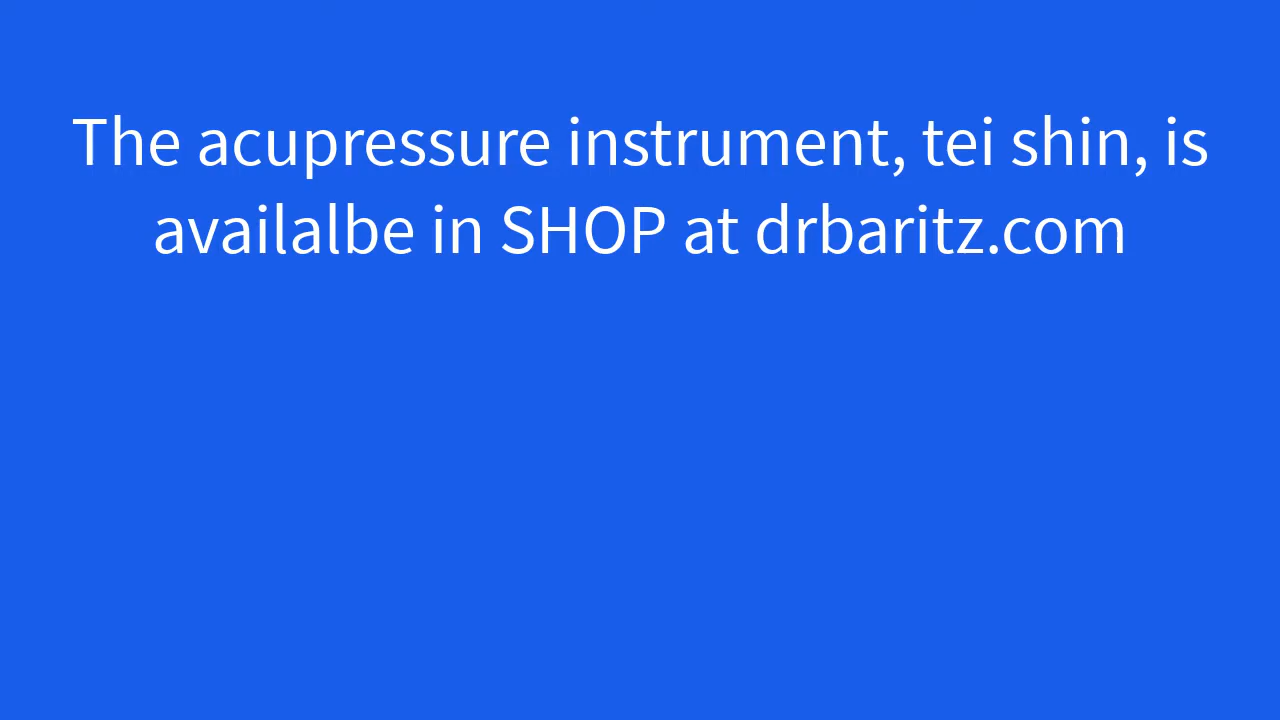 The acupressure instrument, tei shin, is
availalbe in SHOP at drbaritz.com